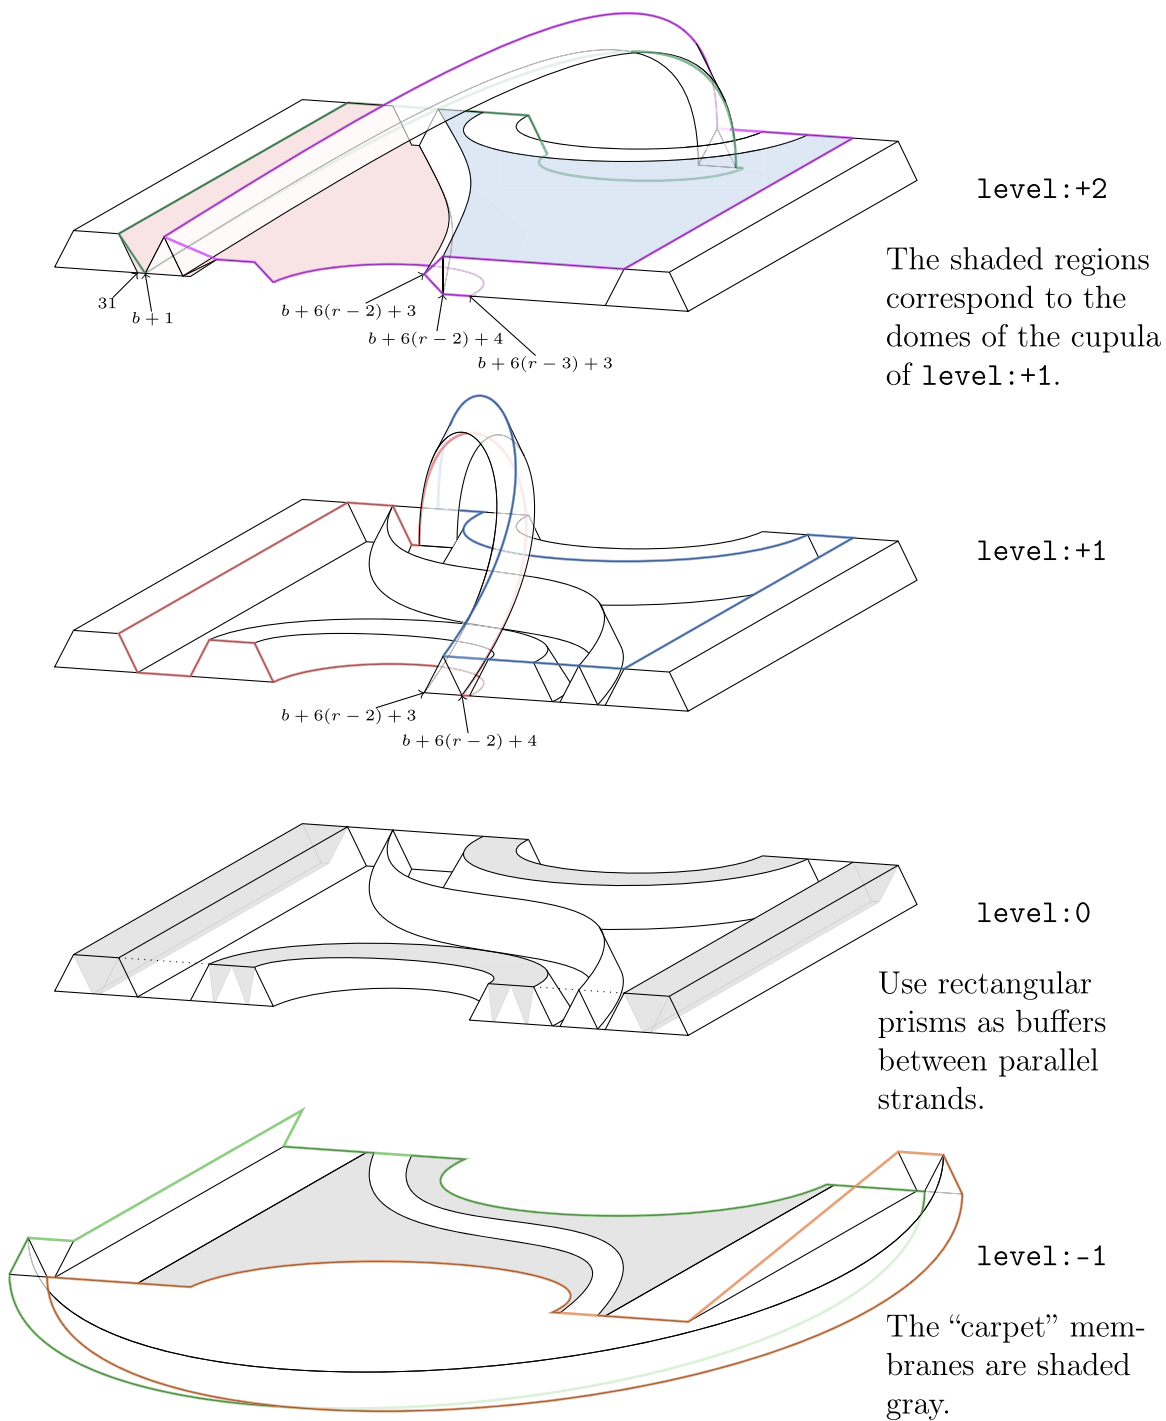 level:+2
The shaded regions
correspond to the
domes of the cupula
of level:+1.
31
b + 1
b + 6(r − 2) + 3
b + 6(r − 2) + 4
b + 6(r − 3) + 3
level:+1
b + 6(r − 2) + 3
b + 6(r − 2) + 4
level:0
Use rectangular
prisms as buffers
between parallel
strands.
level:-1
The “carpet” mem-
branes are shaded
gray.